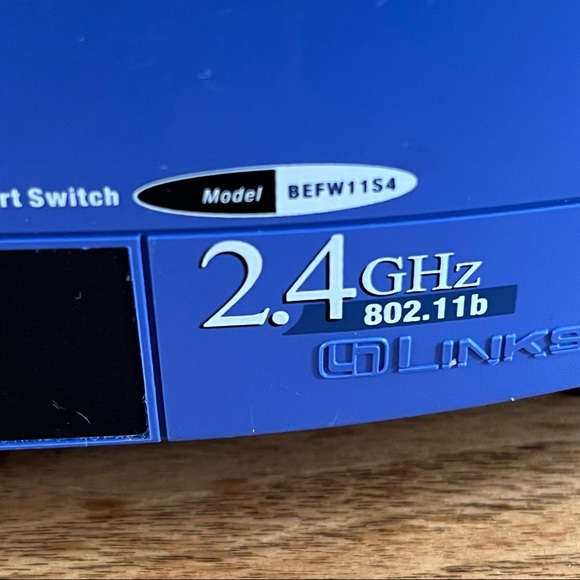 rt Switch
Model BEFW11S4
2.4GHz
802.11b
LINKS